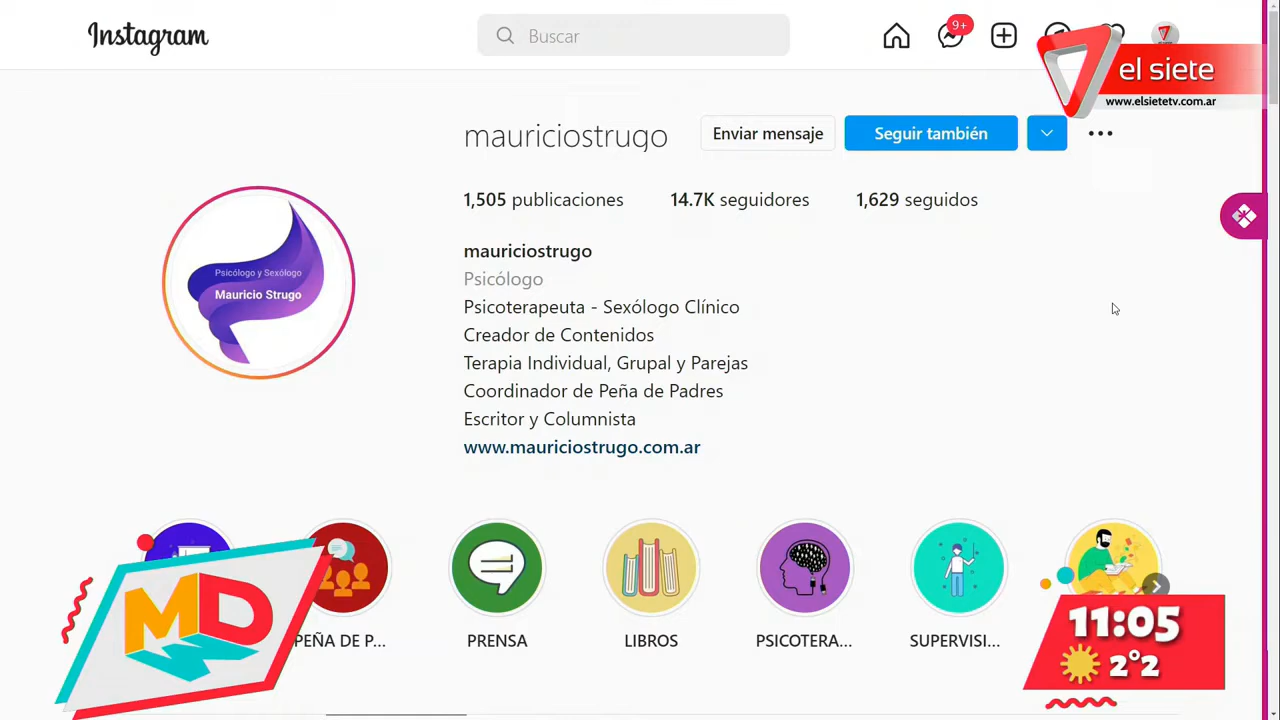 Instagram
Buscar
9+
el siete
www.elsietetv.com.ar
mauriciostrugo
Enviar mensaje
Seguir también
1,505 publicaciones
14.7K seguidores
1,629 seguidos
mauriciostrugo
Psicólogo
Psicoterapeuta - Sexólogo Clínico
Creador de Contenidos
Terapia Individual, Grupal y Parejas
Coordinador de Peña de Padres
Escritor y Columnista
www.mauriciostrugo.com.ar
Psicólogo y Sexólogo
Mauricio Strugo
PEÑA DE P...
PRENSA
LIBROS
PSICOTERA...
SUPERVISI...
MD
11:05
2°2